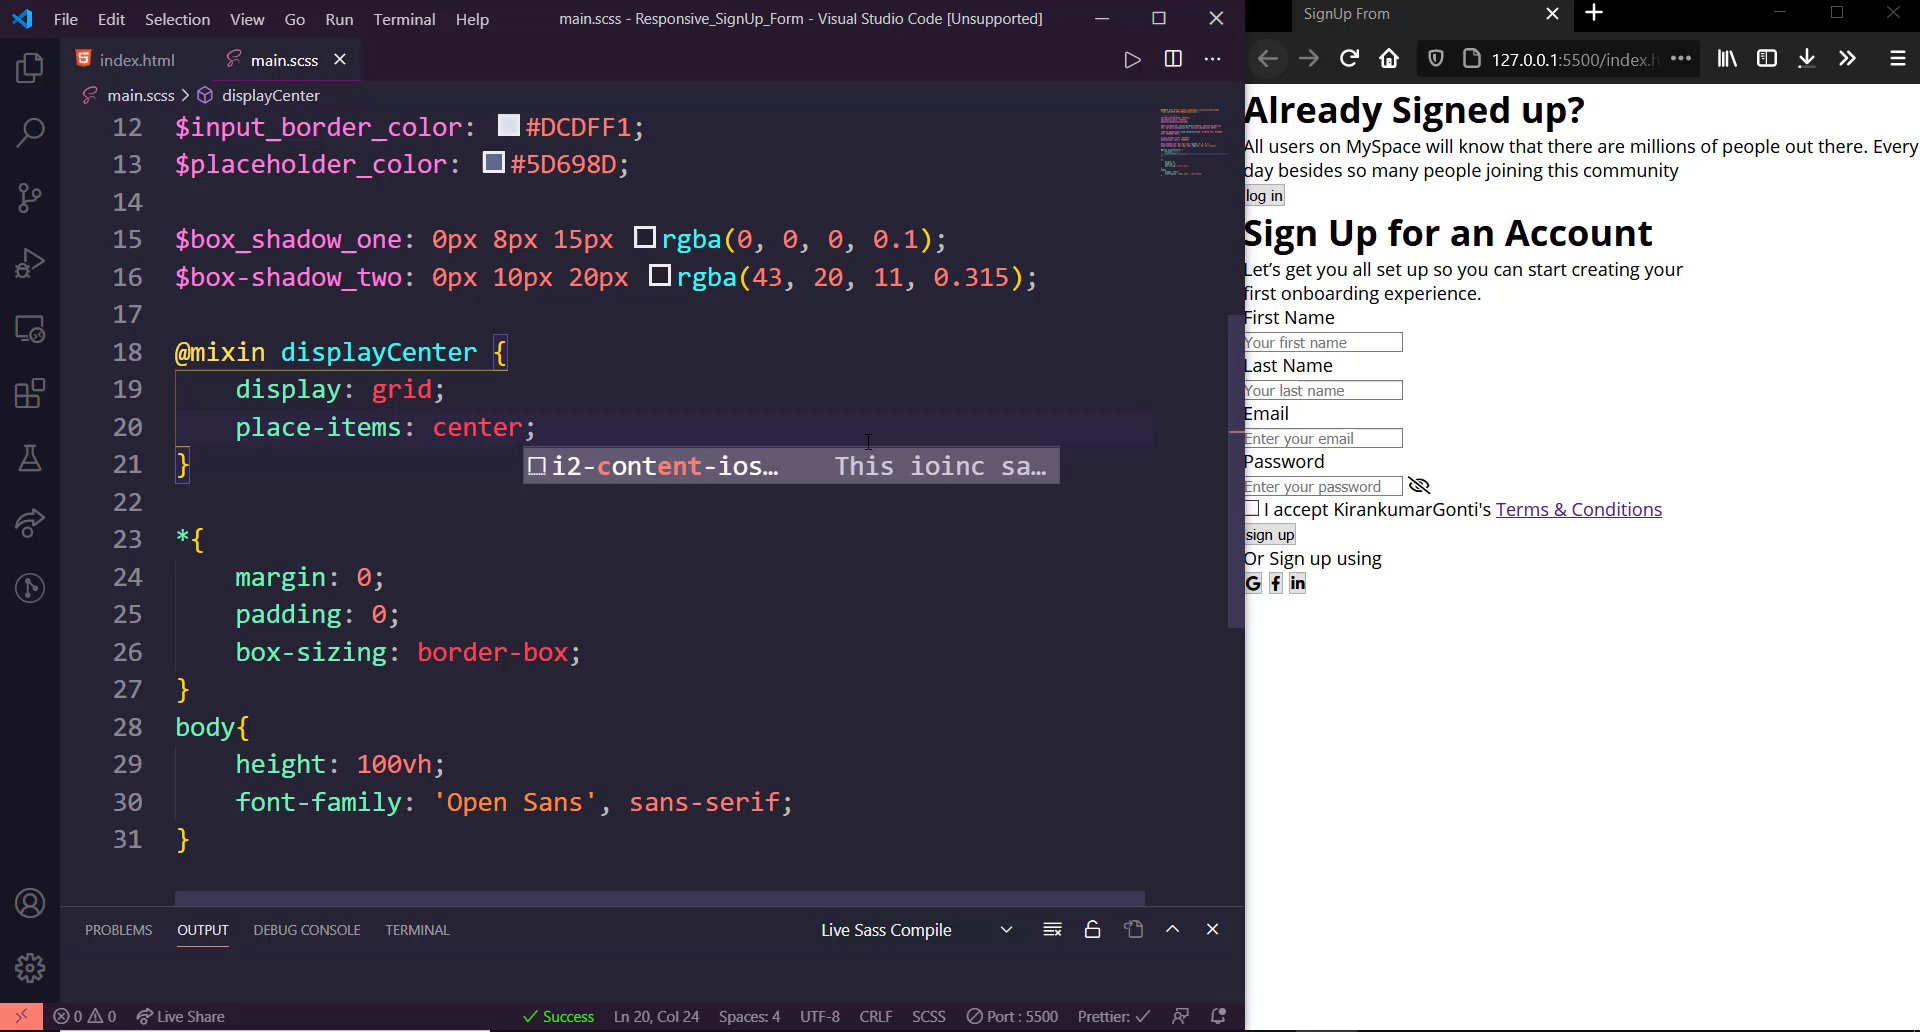 File Edit Selection View Go Run Terminal Help main.scss - Responsive_SignUp_Form - Visual Studio Code [Unsupported]
index.html main.scss
main.scss > displayCenter
12 $input_border_color: #DCDFF1;
13 $placeholder_color: #5D698D;
14
15 $box_shadow_one: 0px 8px 15px rgba(0, 0, 0, 0.1);
16 $box-shadow_two: 0px 10px 20px rgba(43, 20, 11, 0.315);
17
18 @mixin displayCenter {
19 display: grid;
20 place-items: center;
21 }
i2-content-ios… This ioinc sa…
22
23 *{
24 margin: 0;
25 padding: 0;
26 box-sizing: border-box;
27 }
28 body{
29 height: 100vh;
30 font-family: 'Open Sans', sans-serif;
31 }
PROBLEMS OUTPUT DEBUG CONSOLE TERMINAL Live Sass Compile
0 0 Live Share Success Ln 20, Col 24 Spaces: 4 UTF-8 CRLF SCSS Port : 5500 Prettier: ✓
SignUp From
127.0.0.1:5500/index.h
Already Signed up?
All users on MySpace will know that there are millions of people out there. Every
day besides so many people joining this community
log in
Sign Up for an Account
Let’s get you all set up so you can start creating your
first onboarding experience.
First Name
Your first name
Last Name
Your last name
Email
Enter your email
Password
Enter your password
I accept KirankumarGonti's Terms & Conditions
sign up
Or Sign up using
G f in